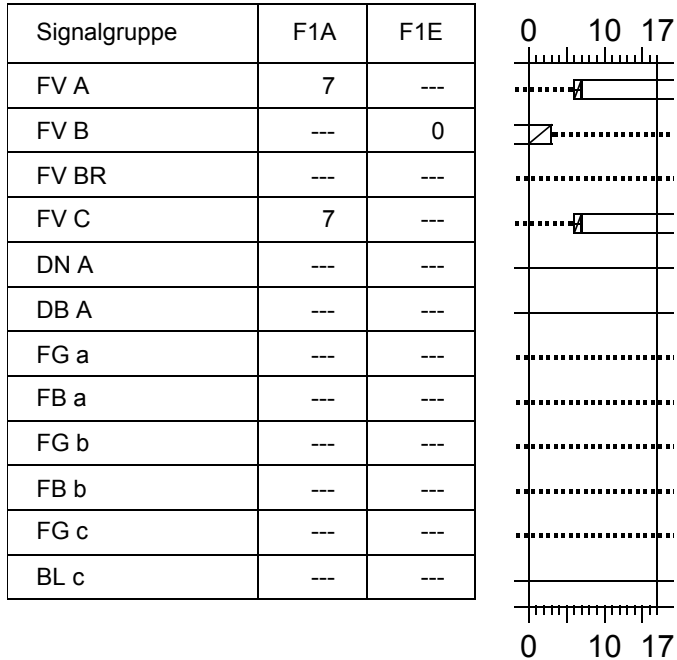 Signalgruppe F1A F1E 0 10 17
FV A 7 ---
FV B --- 0
FV BR --- ---
FV C 7 ---
DN A --- ---
DB A --- ---
FG a --- ---
FB a --- ---
FG b --- ---
FB b --- ---
FG c --- ---
BL c --- ---
0 10 17